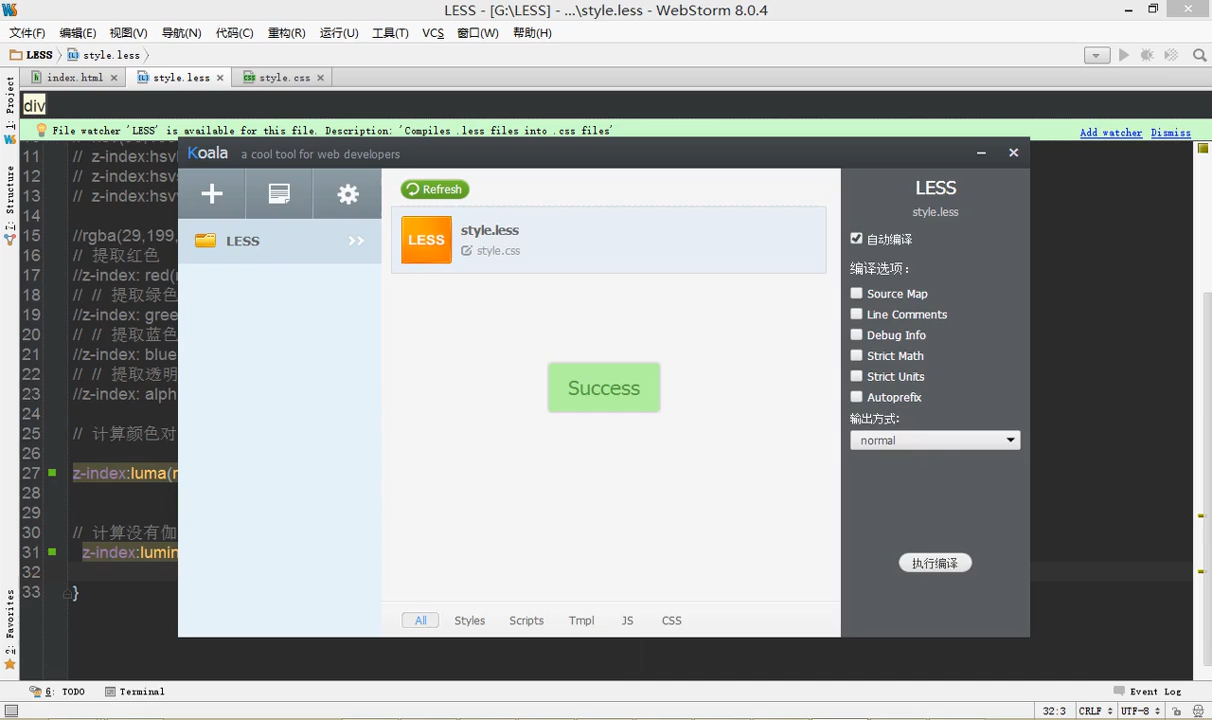 LESS - [G:\LESS] - ...\style.less - WebStorm 8.0.4
文件(F) 编辑(E) 视图(V) 导航(N) 代码(C) 重构(R) 运行(U) 工具(T) VCS 窗口(W) 帮助(H)
LESS style.less
index.html style.less style.css
1: Project
div
File watcher 'LESS' is available for this file. Description: 'Compiles .less files into .css files' Add watcher Dismiss
11 // z-index:hsv
12 // z-index:hsv
13 // z-index:hsv
14
15 //rgba(29,199,
16 // 提取红色
17 //z-index: red(
18 // // 提取绿色
19 //z-index: gree
20 // // 提取蓝色
21 //z-index: blue
22 // // 提取透明
23 //z-index: alph
24
25 // 计算颜色对
26
27 z-index:luma(
28
29
30 // 计算没有伽
31 z-index:lumin
32
33 }
Structure
2: Favorites
Koala a cool tool for web developers
LESS
Refresh
LESS
style.less
style.css
Success
All Styles Scripts Tmpl JS CSS
LESS
style.less
自动编译
编译选项:
Source Map
Line Comments
Debug Info
Strict Math
Strict Units
Autoprefix
输出方式:
normal
执行编译
6: TODO Terminal Event Log
32:3 CRLF UTF-8